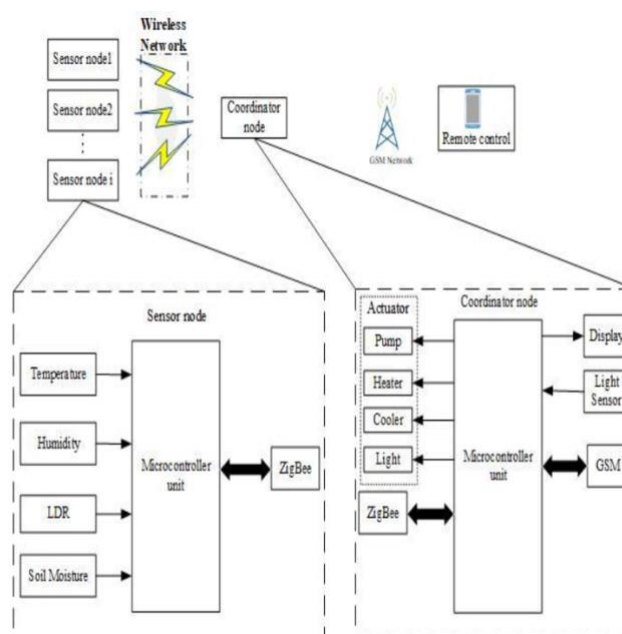 Wireless
Network
Sensor node1
Sensor node2
Sensor node i
Coordinator
node
GSM Network
Remote control
Sensor node
Temperature
Humidity
LDR
Soil Moisture
Microcontroller
unit
ZigBee
Coordinator node
Actuator
Pump
Heater
Cooler
Light
ZigBee
Microcontroller
unit
Display
Light
Sensor
GSM